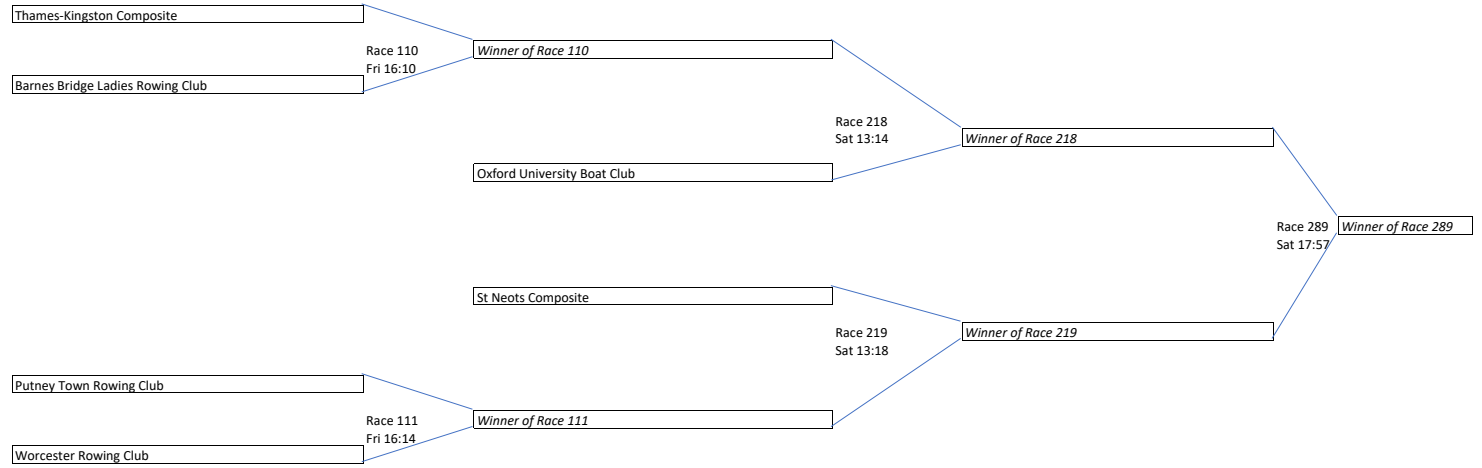 Thames-Kingston Composite
Race 110
Fri 16:10
Winner of Race 110
Barnes Bridge Ladies Rowing Club
Race 218
Sat 13:14
Winner of Race 218
Oxford University Boat Club
Race 289
Sat 17:57
Winner of Race 289
St Neots Composite
Race 219
Sat 13:18
Winner of Race 219
Putney Town Rowing Club
Race 111
Fri 16:14
Winner of Race 111
Worcester Rowing Club